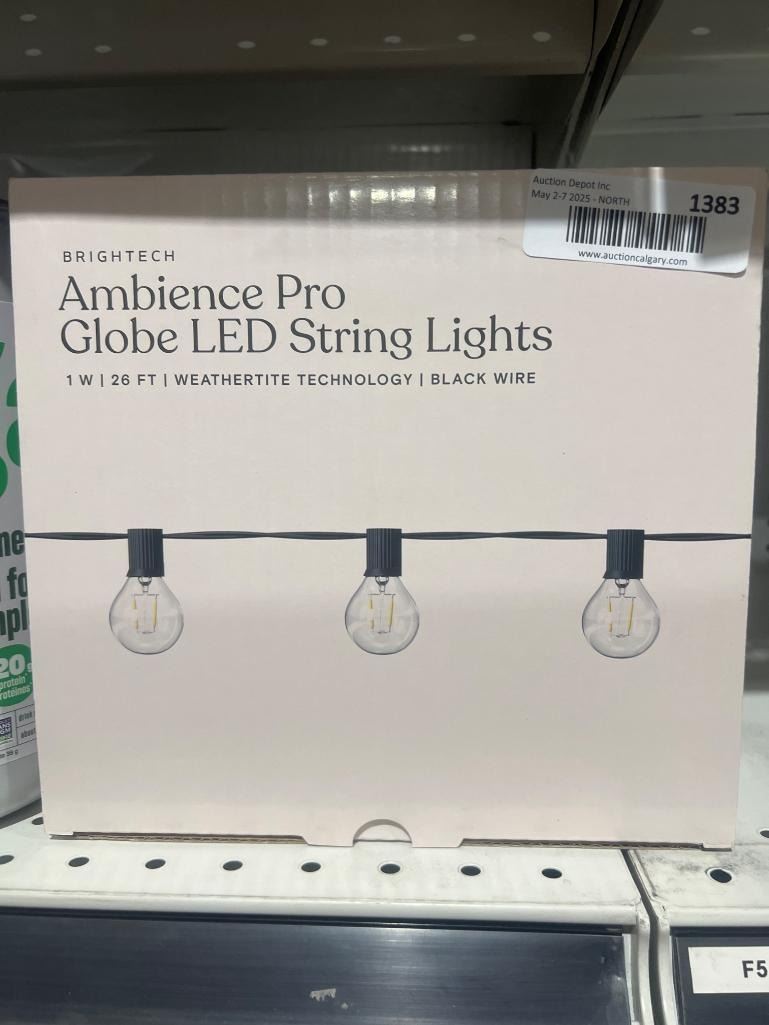 Auction Depot Inc
May 2-7 2025 - NORTH
1383
www.auctioncalgary.com
BRIGHTECH
Ambience Pro
Globe LED String Lights
1 W | 26 FT | WEATHERTITE TECHNOLOGY | BLACK WIRE
20g
protein
protéines
F5